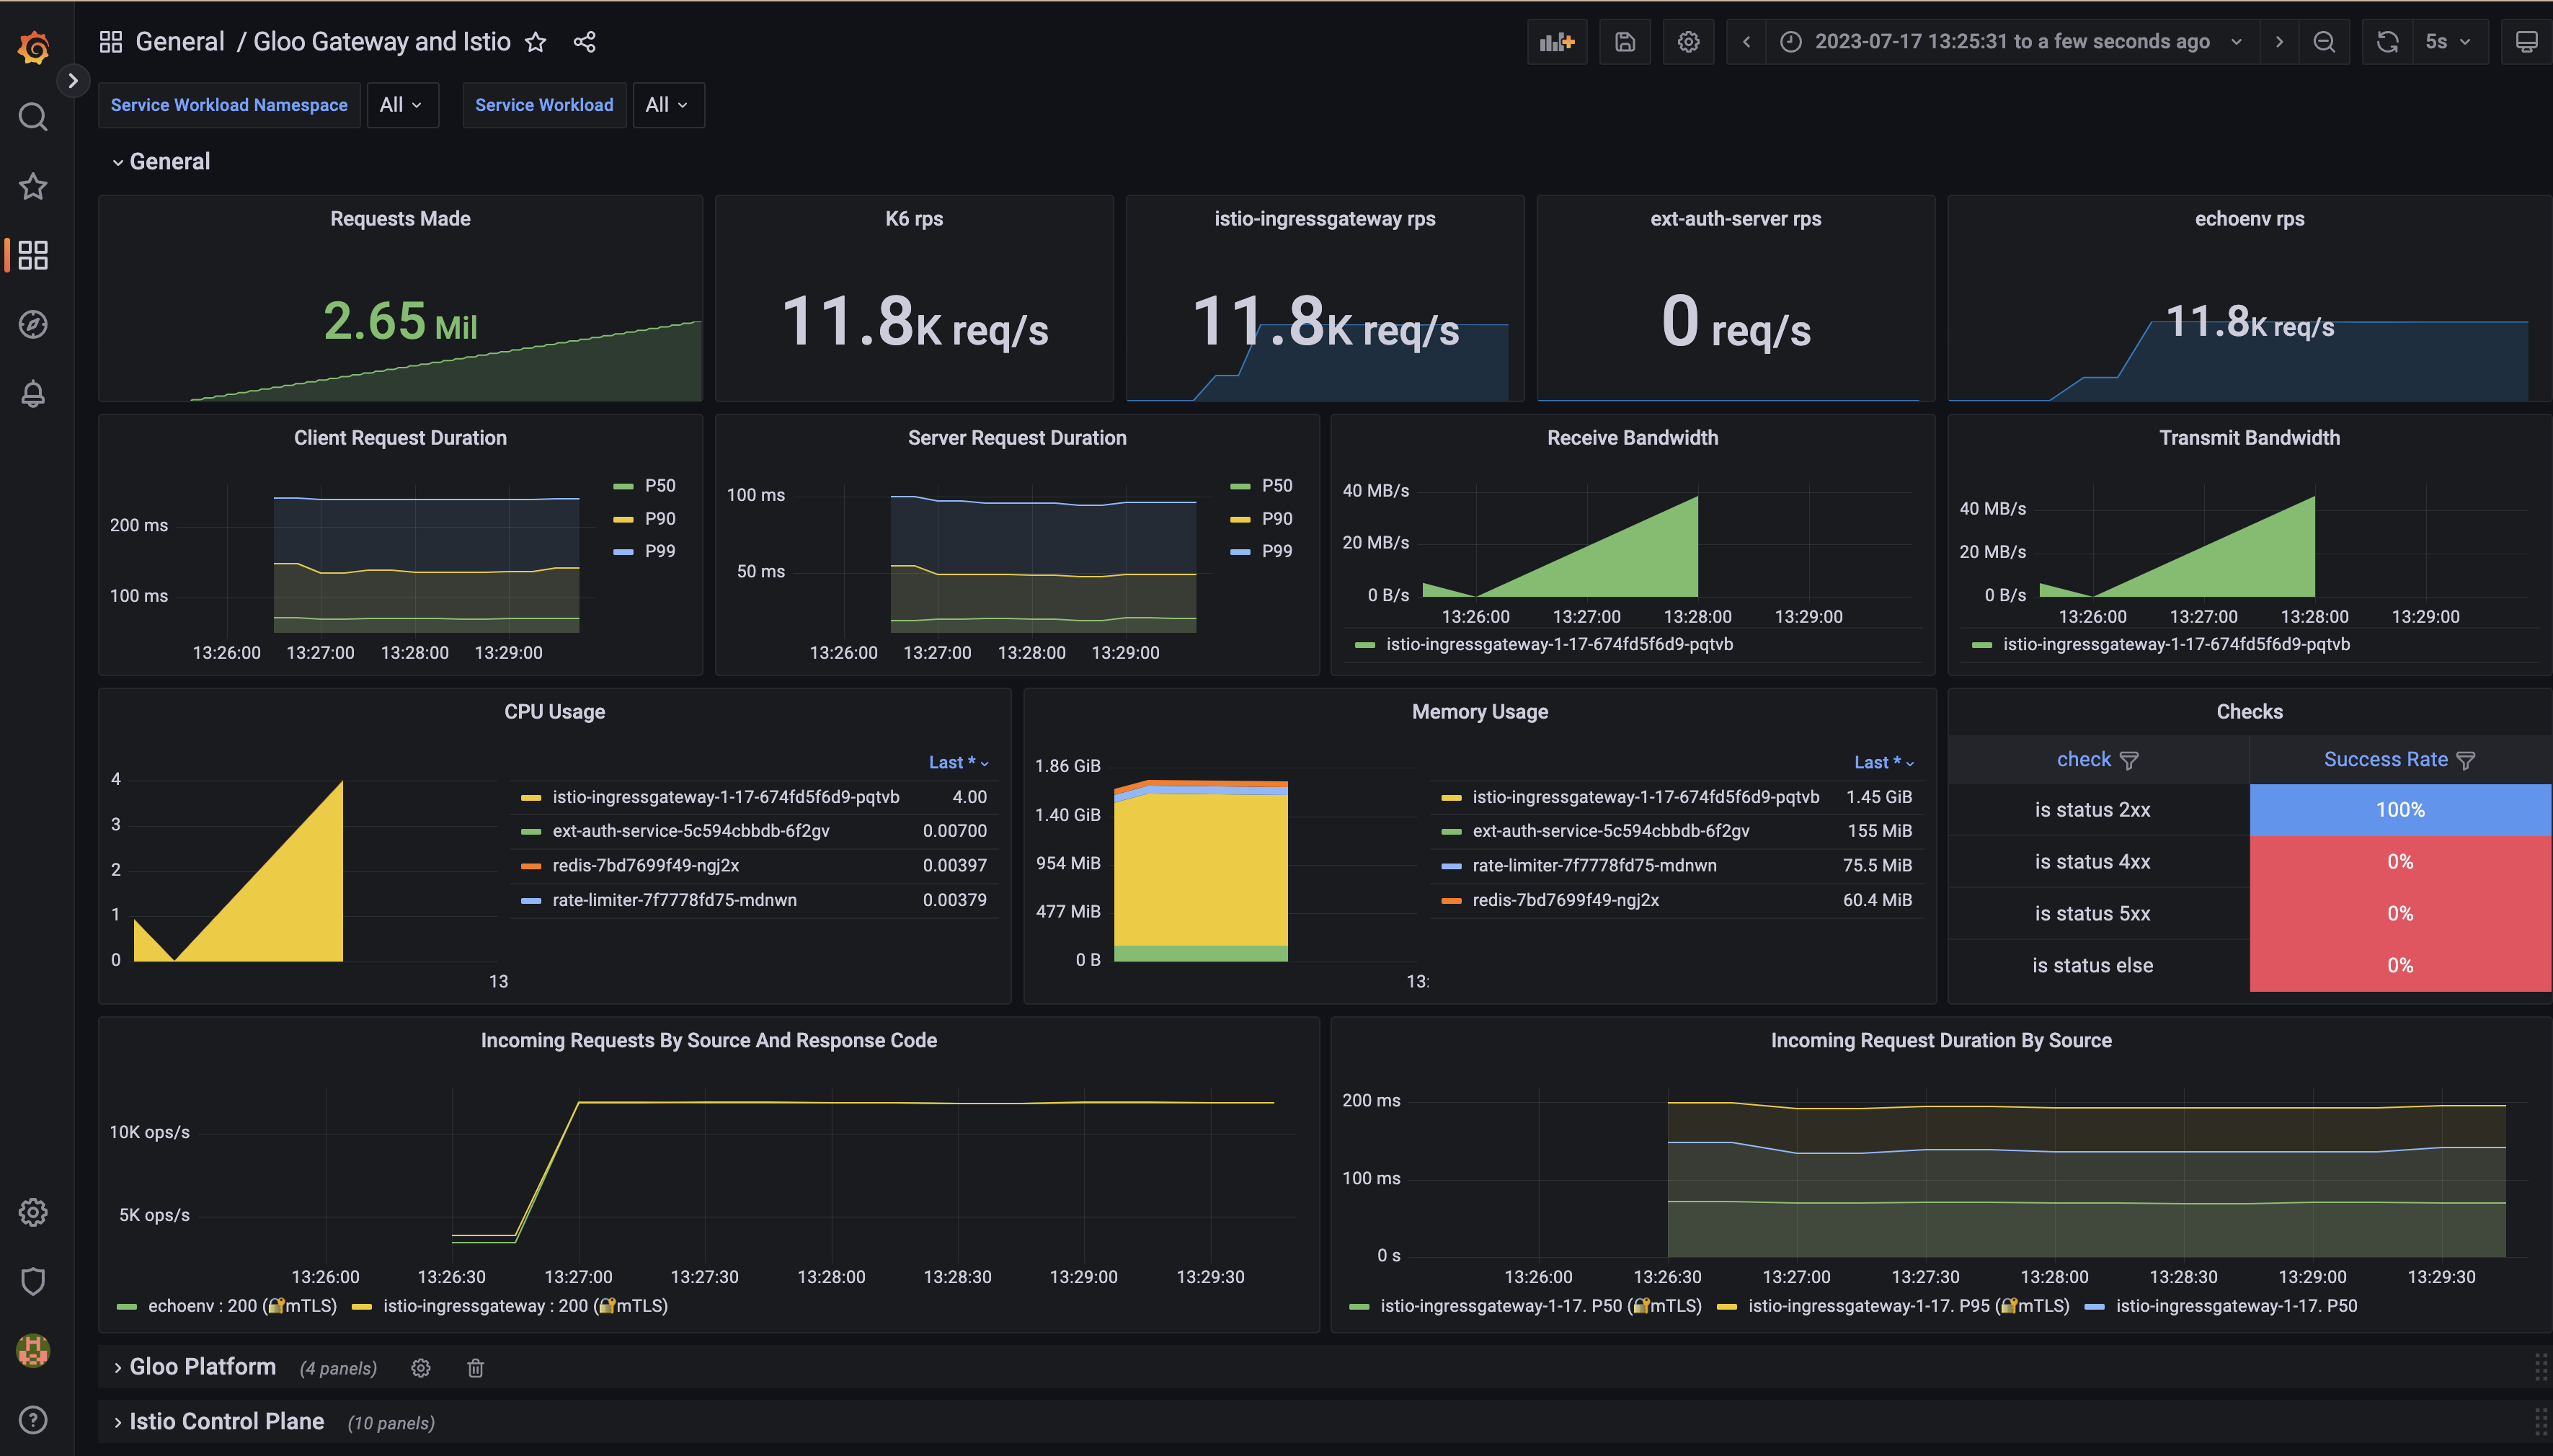 General / Gloo Gateway and Istio
2023-07-17 13:25:31 to a few seconds ago
5s
Service Workload Namespace All
Service Workload All
General
Requests Made
2.65 Mil
K6 rps
11.8K req/s
istio-ingressgateway rps
11.8K req/s
ext-auth-server rps
0 req/s
echoenv rps
11.8K req/s
Client Request Duration
200 ms
100 ms
13:26:00 13:27:00 13:28:00 13:29:00
P50
P90
P99
Server Request Duration
100 ms
50 ms
13:26:00 13:27:00 13:28:00 13:29:00
P50
P90
P99
Receive Bandwidth
40 MB/s
20 MB/s
0 B/s
13:26:00 13:27:00 13:28:00 13:29:00
istio-ingressgateway-1-17-674fd5f6d9-pqtvb
Transmit Bandwidth
40 MB/s
20 MB/s
0 B/s
13:26:00 13:27:00 13:28:00 13:29:00
istio-ingressgateway-1-17-674fd5f6d9-pqtvb
CPU Usage
4
3
2
1
0
13
Last *
istio-ingressgateway-1-17-674fd5f6d9-pqtvb 4.00
ext-auth-service-5c594cbbdb-6f2gv 0.00700
redis-7bd7699f49-ngj2x 0.00397
rate-limiter-7f7778fd75-mdnwn 0.00379
Memory Usage
1.86 GiB
1.40 GiB
954 MiB
477 MiB
0 B
13:
Last *
istio-ingressgateway-1-17-674fd5f6d9-pqtvb 1.45 GiB
ext-auth-service-5c594cbbdb-6f2gv 155 MiB
rate-limiter-7f7778fd75-mdnwn 75.5 MiB
redis-7bd7699f49-ngj2x 60.4 MiB
Checks
check Success Rate
is status 2xx 100%
is status 4xx 0%
is status 5xx 0%
is status else 0%
Incoming Requests By Source And Response Code
10K ops/s
5K ops/s
13:26:00 13:26:30 13:27:00 13:27:30 13:28:00 13:28:30 13:29:00 13:29:30
echoenv : 200 (🔐mTLS) istio-ingressgateway : 200 (🔐mTLS)
Incoming Request Duration By Source
200 ms
100 ms
0 s
13:26:00 13:26:30 13:27:00 13:27:30 13:28:00 13:28:30 13:29:00 13:29:30
istio-ingressgateway-1-17. P50 (🔐mTLS) istio-ingressgateway-1-17. P95 (🔐mTLS) istio-ingressgateway-1-17. P50
Gloo Platform (4 panels)
Istio Control Plane (10 panels)